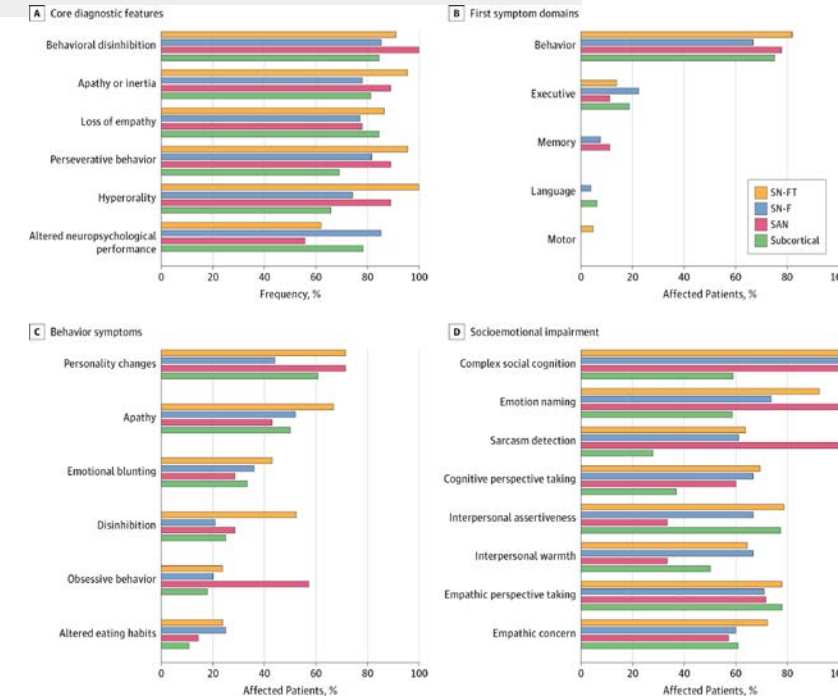 A Core diagnostic features
Behavioral disinhibition
Apathy or inertia
Loss of empathy
Perseverative behavior
Hyperorality
Altered neuropsychological
performance
0 20 40 60 80 100
Frequency, %
B First symptom domains
Behavior
Executive
Memory
Language
Motor
SN-FT
SN-F
SAN
Subcortical
0 20 40 60 80
Affected Patients, %
C Behavior symptoms
Personality changes
Apathy
Emotional blunting
Disinhibition
Obsessive behavior
Altered eating habits
0 20 40 60 80 100
Affected Patients, %
D Socioemotional impairment
Complex social cognition
Emotion naming
Sarcasm detection
Cognitive perspective taking
Interpersonal assertiveness
Interpersonal warmth
Empathic perspective taking
Empathic concern
0 20 40 60 80
Affected Patients, %